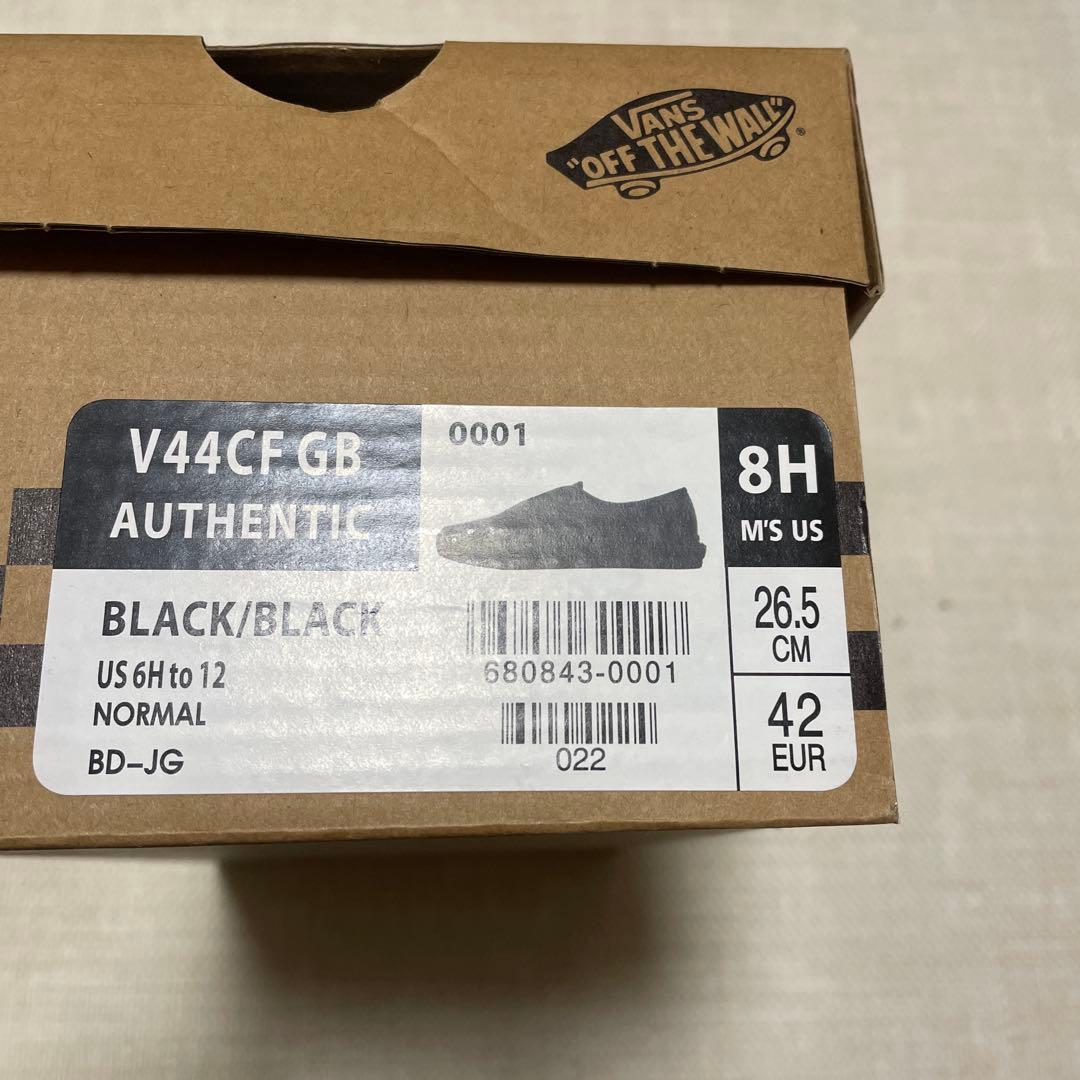 VANS
"OFF THE WALL"®
V44CF GB
AUTHENTIC
0001
8H
M'S US
BLACK/BLACK
US 6H to 12
NORMAL
BD-JG
680843-0001
022
26.5
CM
42
EUR